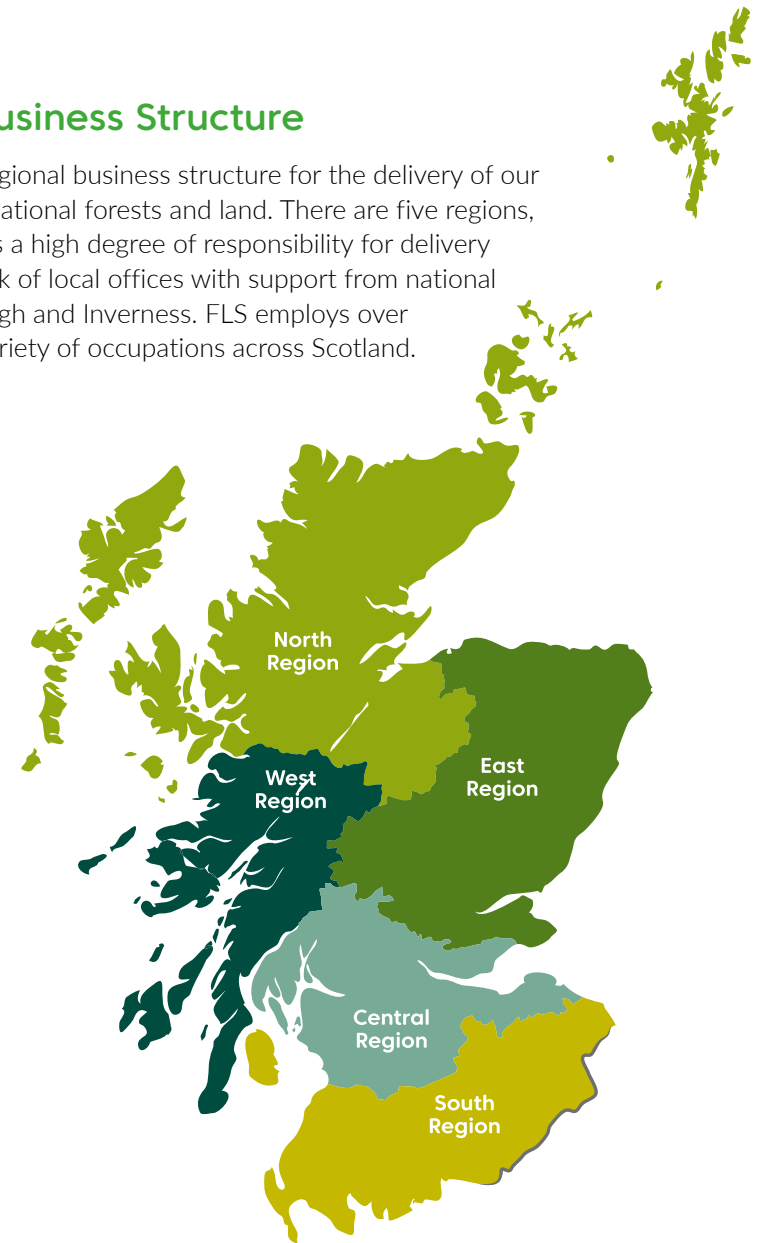 usiness Structure
gional business structure for the delivery of our
ational forests and land. There are five regions,
s a high degree of responsibility for delivery
k of local offices with support from national
gh and Inverness. FLS employs over
riety of occupations across Scotland.
North
Region
East
Region
West
Region
Central
Region
South
Region